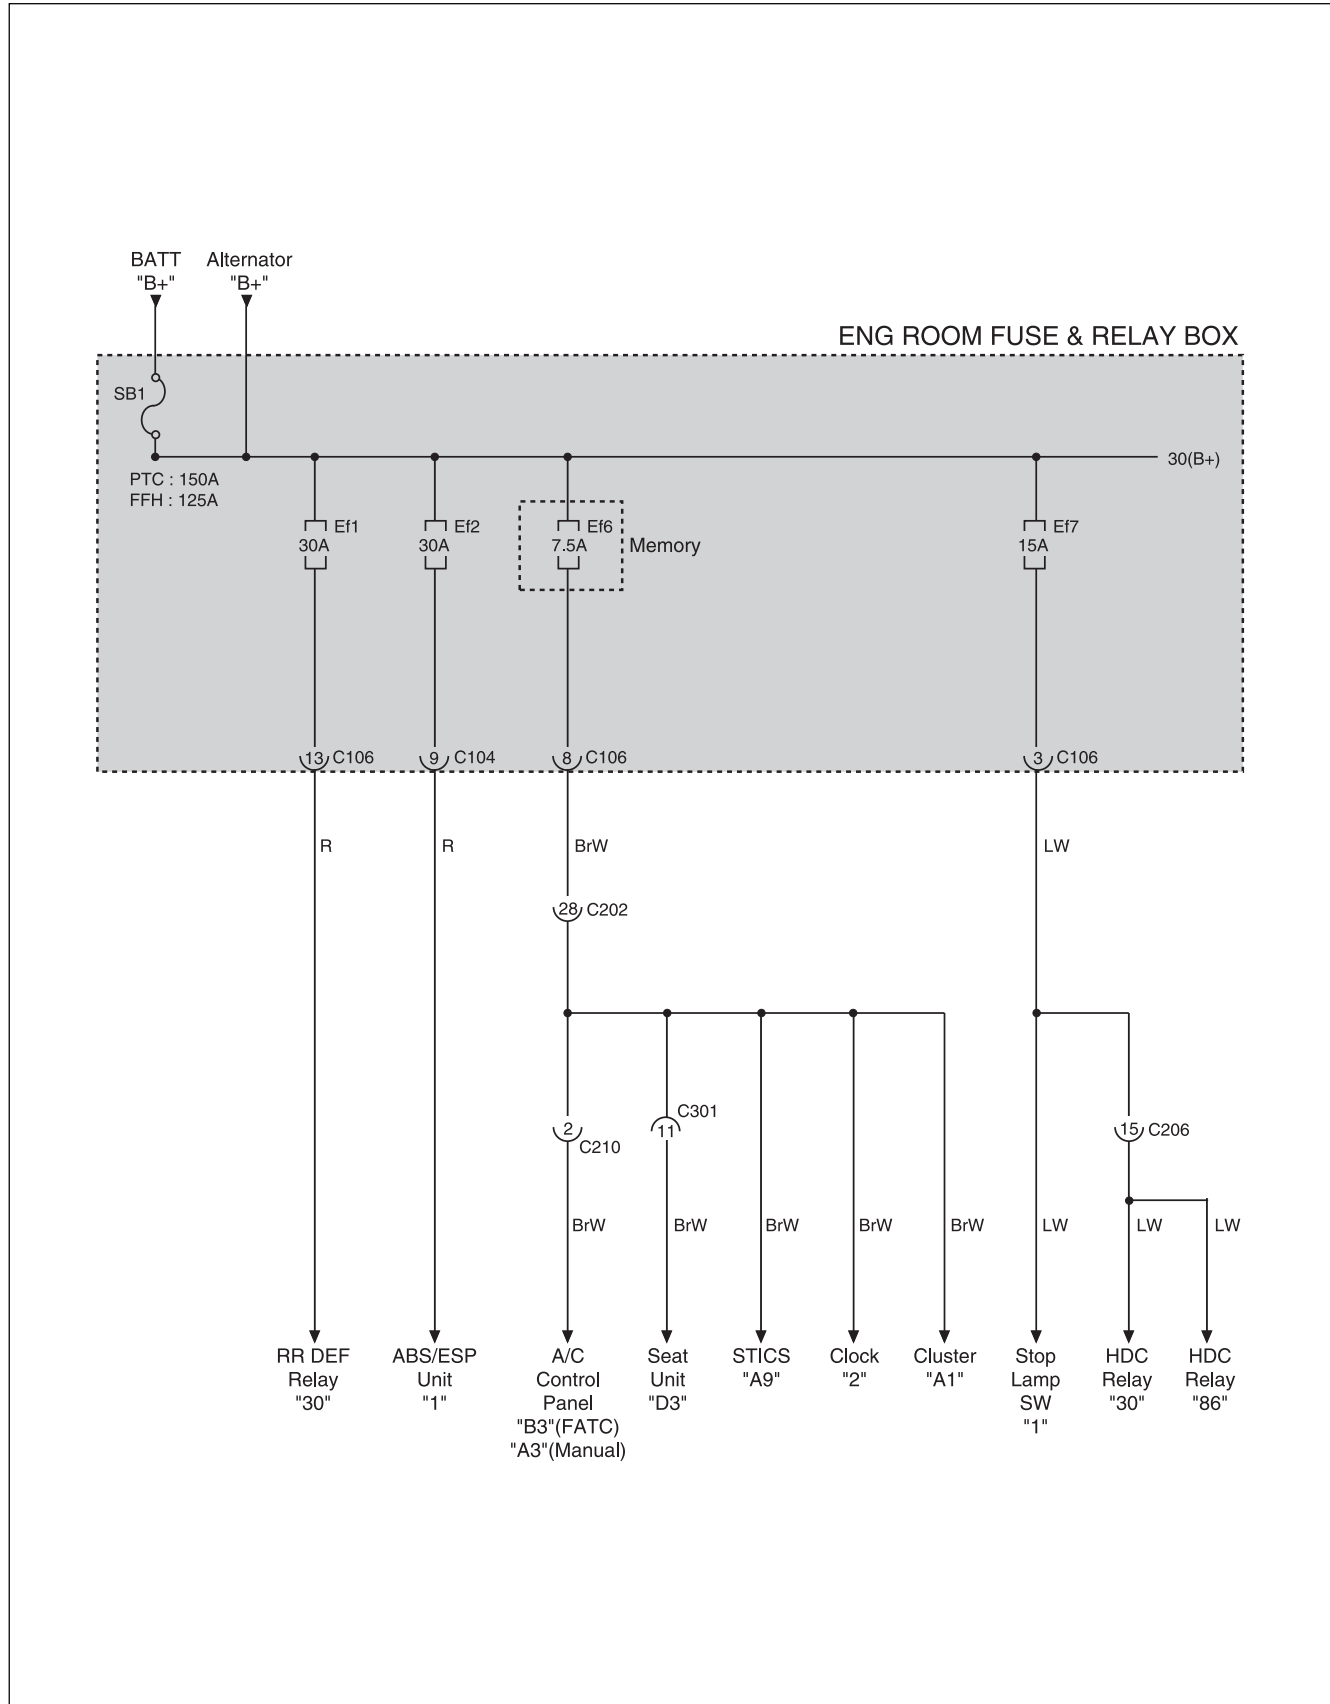 BATT Alternator
"B+" "B+"
ENG ROOM FUSE & RELAY BOX
SB1
30(B+)
PTC : 150A
FFH : 125A
Ef1 Ef2 Ef6 Ef7
30A 30A 7.5A Memory 15A
13 C106 9 C104 8 C106 3 C106
R R BrW LW
28 C202
C301
2 11 15 C206
C210
BrW BrW BrW BrW BrW LW LW LW
RR DEF ABS/ESP A/C Seat STICS Clock Cluster Stop HDC HDC
Relay Unit Control Unit "A9" "2" "A1" Lamp Relay Relay
"30" "1" Panel "D3" SW "30" "86"
"B3"(FATC) "1"
"A3"(Manual)